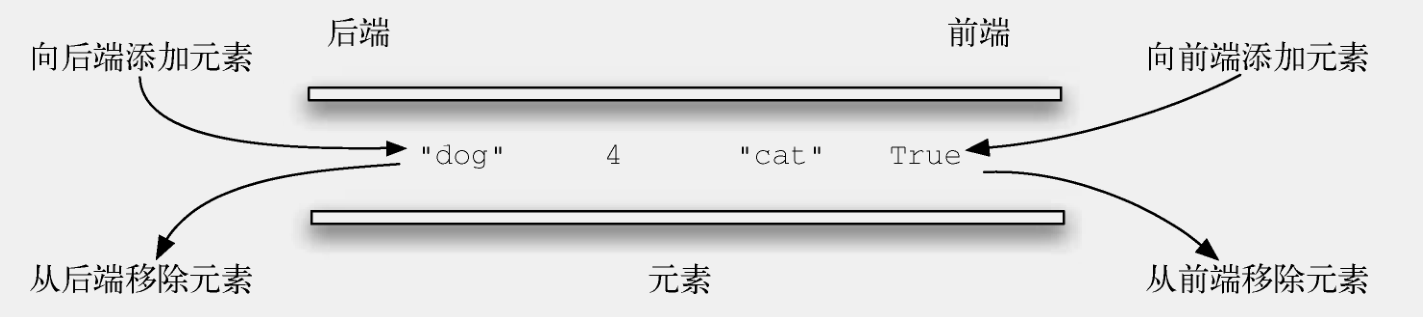 后端
前端
向后端添加元素
向前端添加元素
"dog" 4 "cat" True
从后端移除元素
元素
从前端移除元素